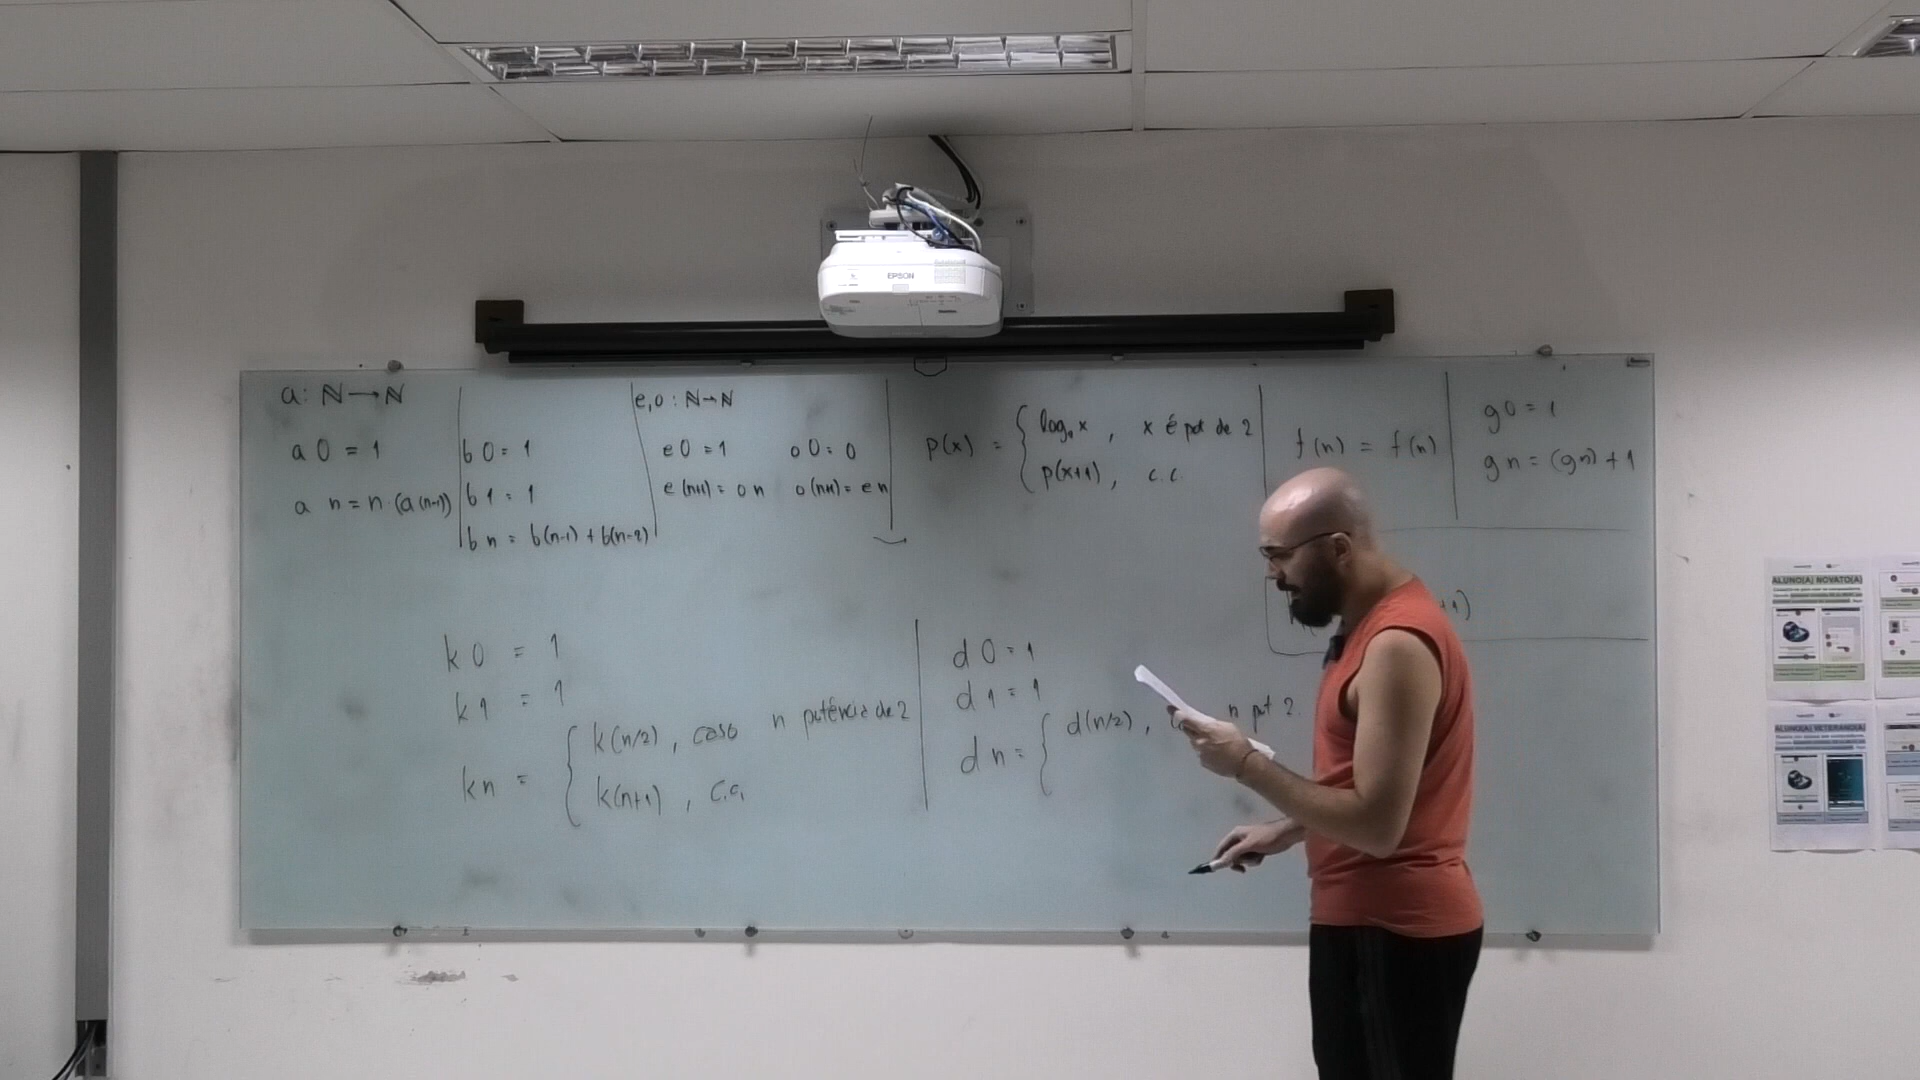 EPSON
a: ℕ → ℕ
a 0 = 1
a n = n·(a(n-1))
b 0 = 1
b 1 = 1
b n = b(n-1) + b(n-2)
e,o : ℕ → ℕ
e 0 = 1 o 0 = 0
e (n+1) = o n o(n+1) = e n
p(x) = { log₂ x , x é pot de 2
p(x+1) , c.c.
f(n) = f(n)
g 0 = 1
g n = (g n) + 1
k 0 = 1
k 1 = 1
k n = { k(n/2) , caso n potência de 2
k(n+1) , c.c.
d 0 = 1
d 1 = 1
d n = { d(n/2) , n pot 2.
ALUNO(A) NOVATO(A)
ALUNO(A) VETERANO(A)